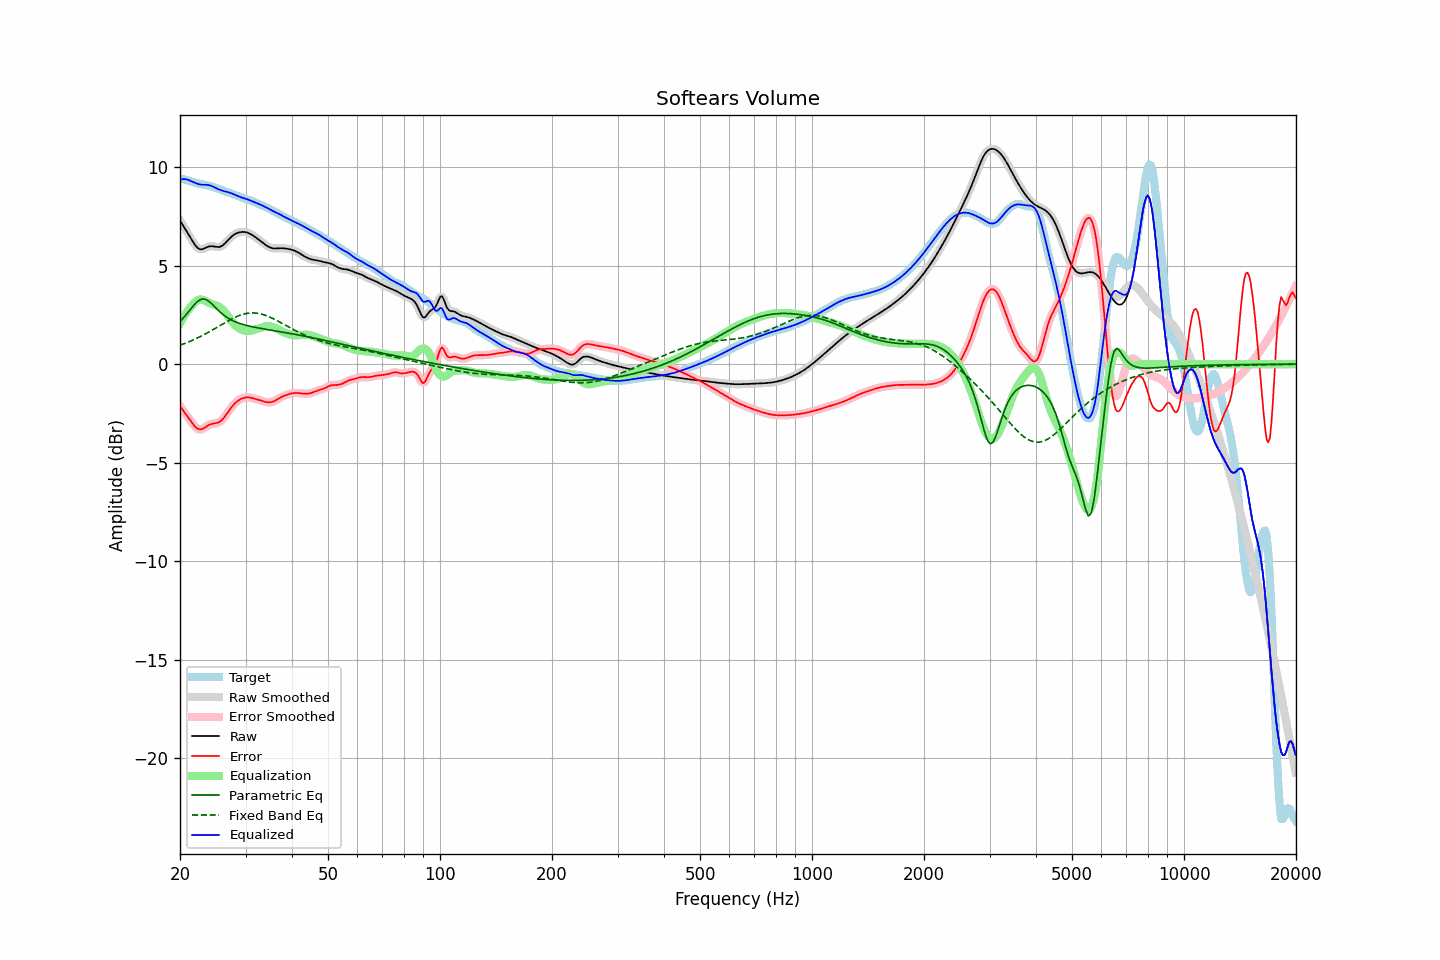 Softears Volume
Amplitude (dBr)
10
5
0
−5
−10
−15
−20
Target
Raw Smoothed
Error Smoothed
Raw
Error
Equalization
Parametric Eq
Fixed Band Eq
Equalized
20 50 100 200 500 1000 2000 5000 10000 20000
Frequency (Hz)